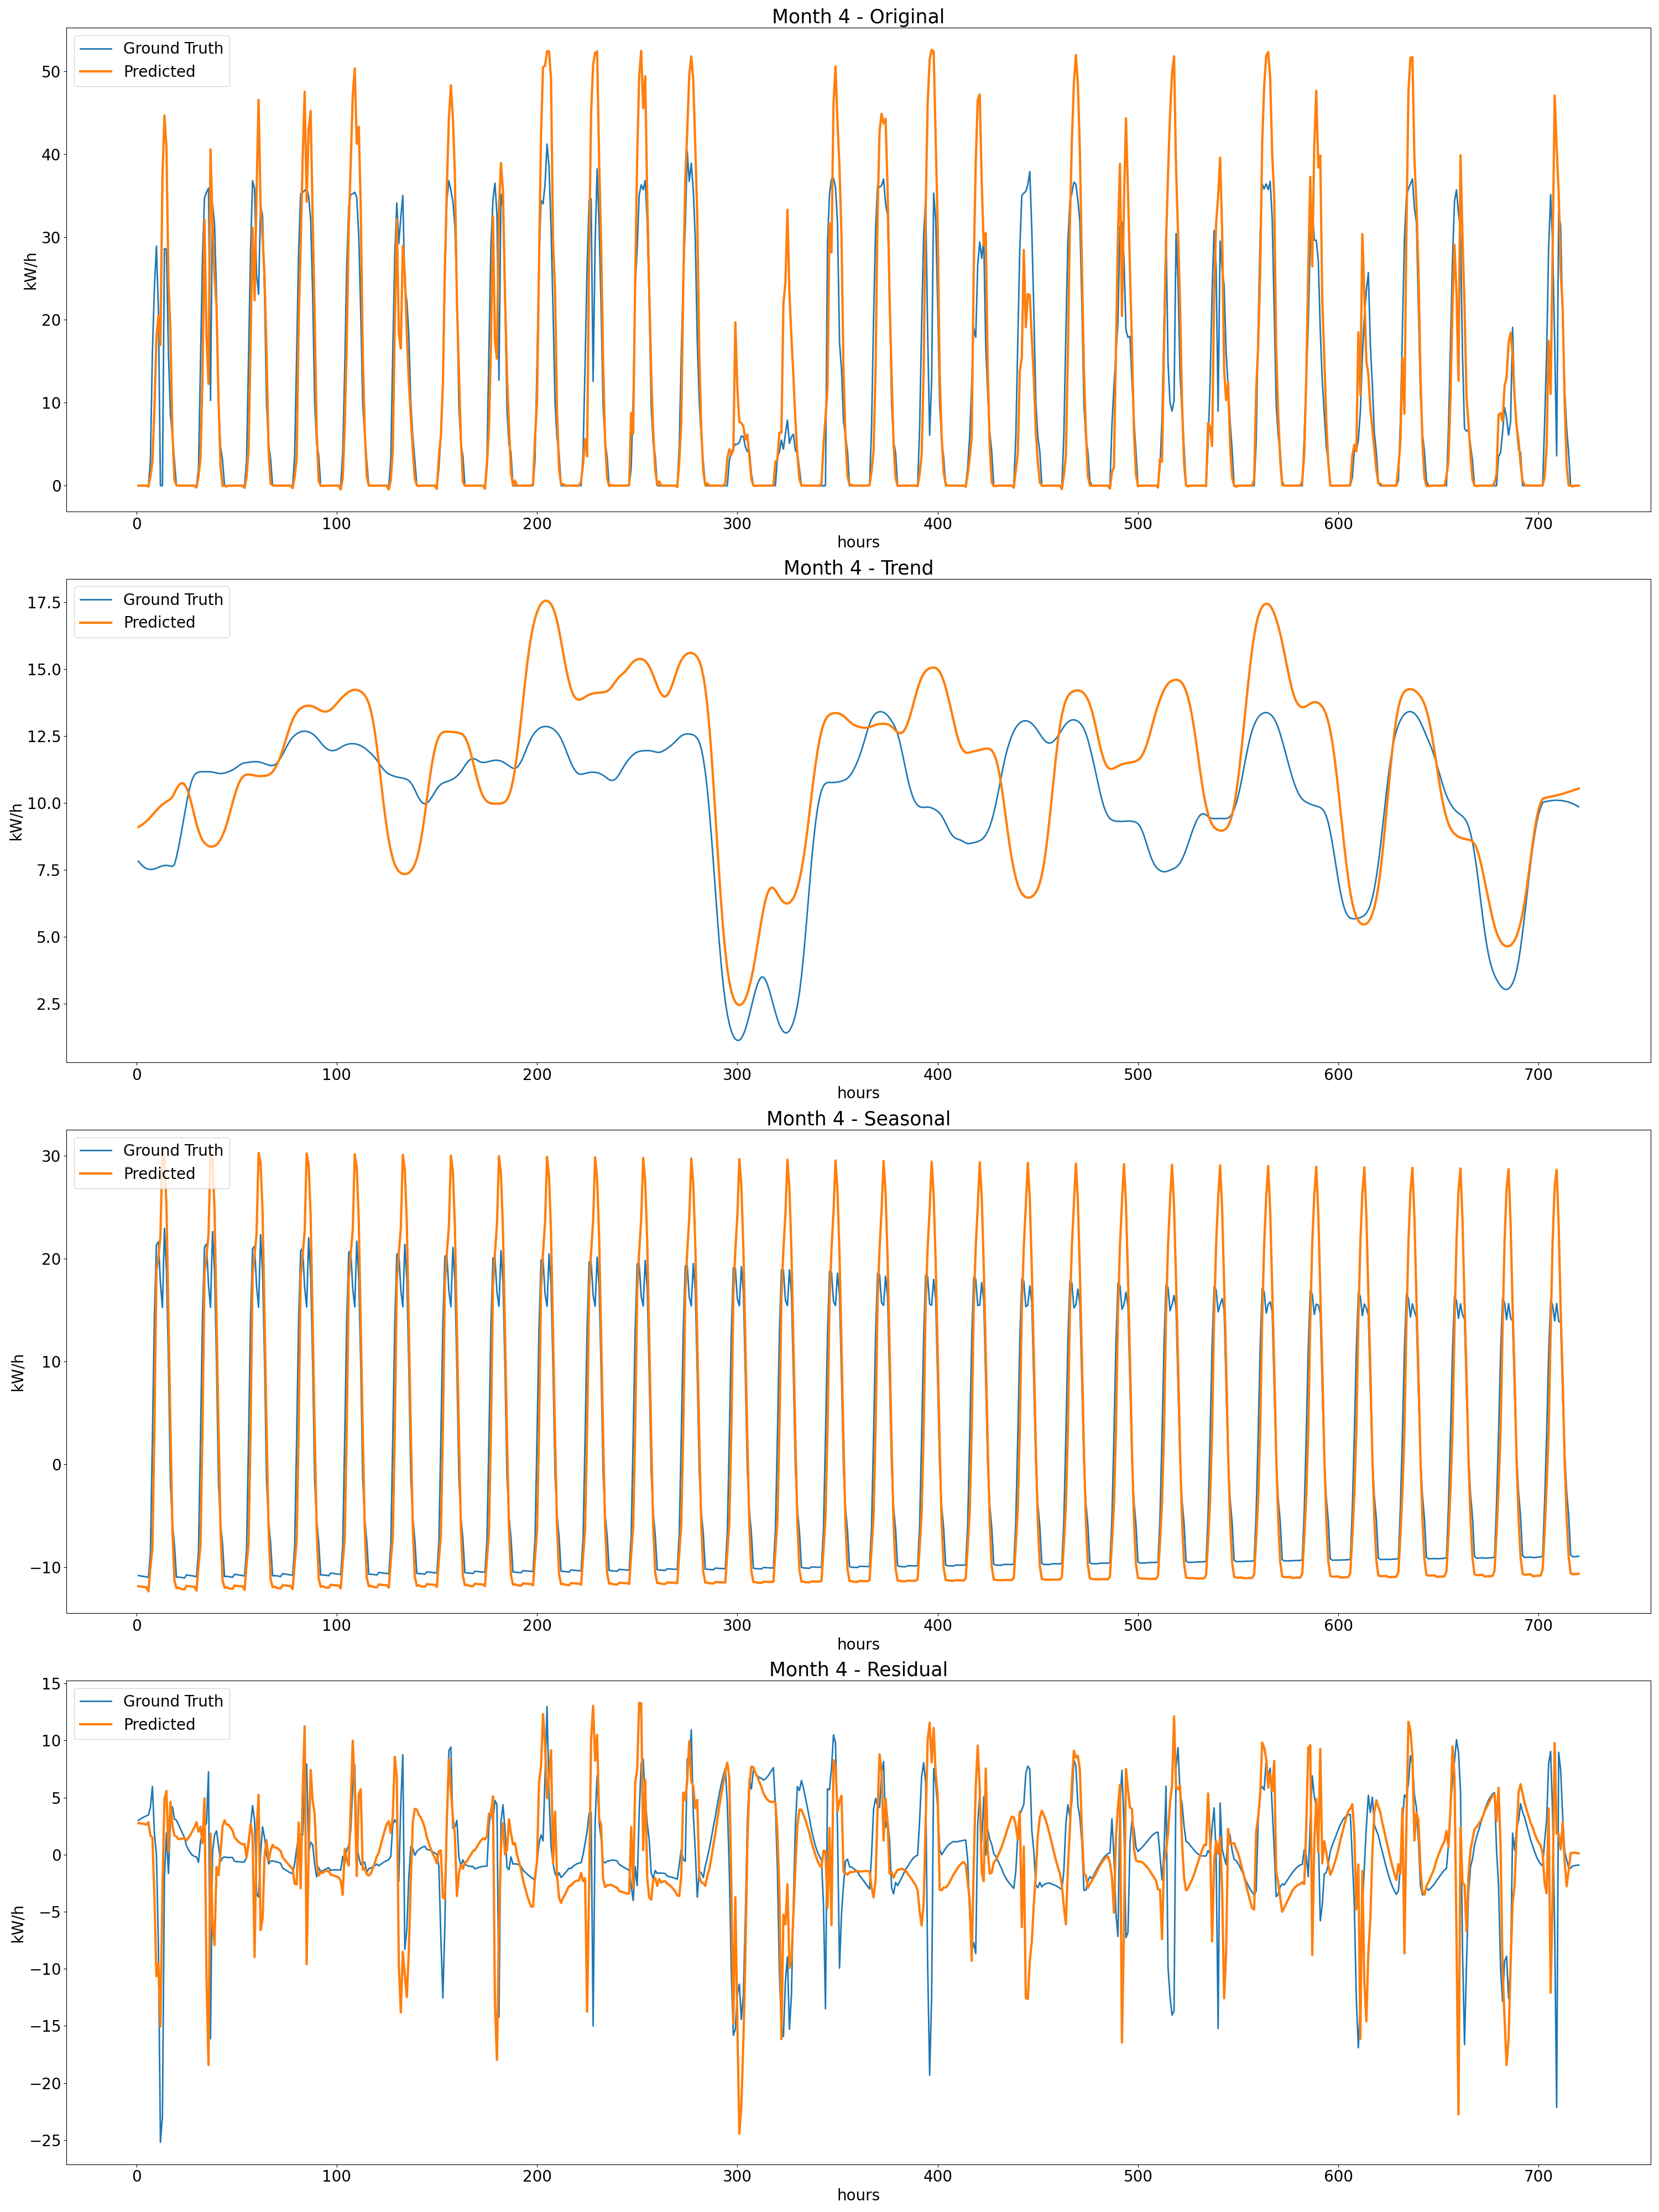 Month 4 - Original
Ground Truth
Predicted
kW/h
50
40
30
20
10
0
0 100 200 300 400 500 600 700
hours
Month 4 - Trend
Ground Truth
Predicted
kW/h
17.5
15.0
12.5
10.0
7.5
5.0
2.5
0 100 200 300 400 500 600 700
hours
Month 4 - Seasonal
Ground Truth
Predicted
kW/h
30
20
10
0
−10
0 100 200 300 400 500 600 700
hours
Month 4 - Residual
Ground Truth
Predicted
kW/h
15
10
5
0
−5
−10
−15
−20
−25
0 100 200 300 400 500 600 700
hours